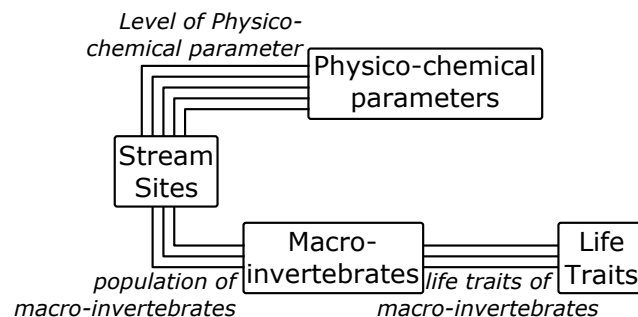 Level of Physico-
chemical parameter
Physico-chemical
parameters
Stream
Sites
Macro-
invertebrates
Life
Traits
population of
macro-invertebrates
life traits of
macro-invertebrates